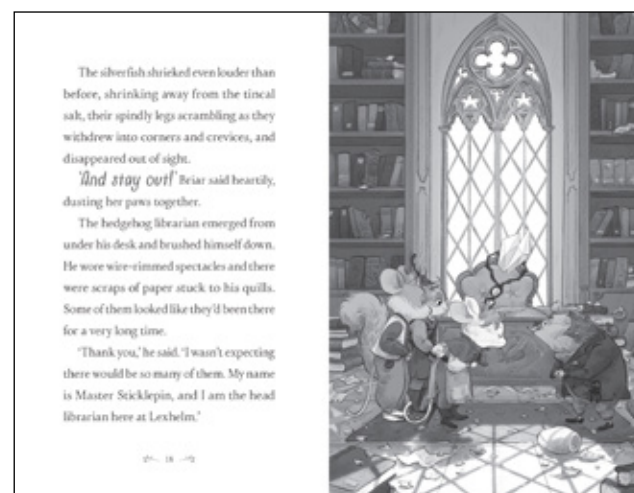 The silverfish shrieked even louder than
before, shrinking away from the tincal
salt, their spindly legs scrambling as they
withdrew into corners and crevices, and
disappeared out of sight.
'And stay out!' Briar said heartily,
dusting her paws together.
The hedgehog librarian emerged from
under his desk and brushed himself down.
He wore wire-rimmed spectacles and there
were scraps of paper stuck to his quills.
Some of them looked like they'd been there
for a very long time.
'Thank you,' he said. 'I wasn't expecting
there would be so many of them. My name
is Master Sticklepin, and I am the head
librarian here at Lexhelm.'
18